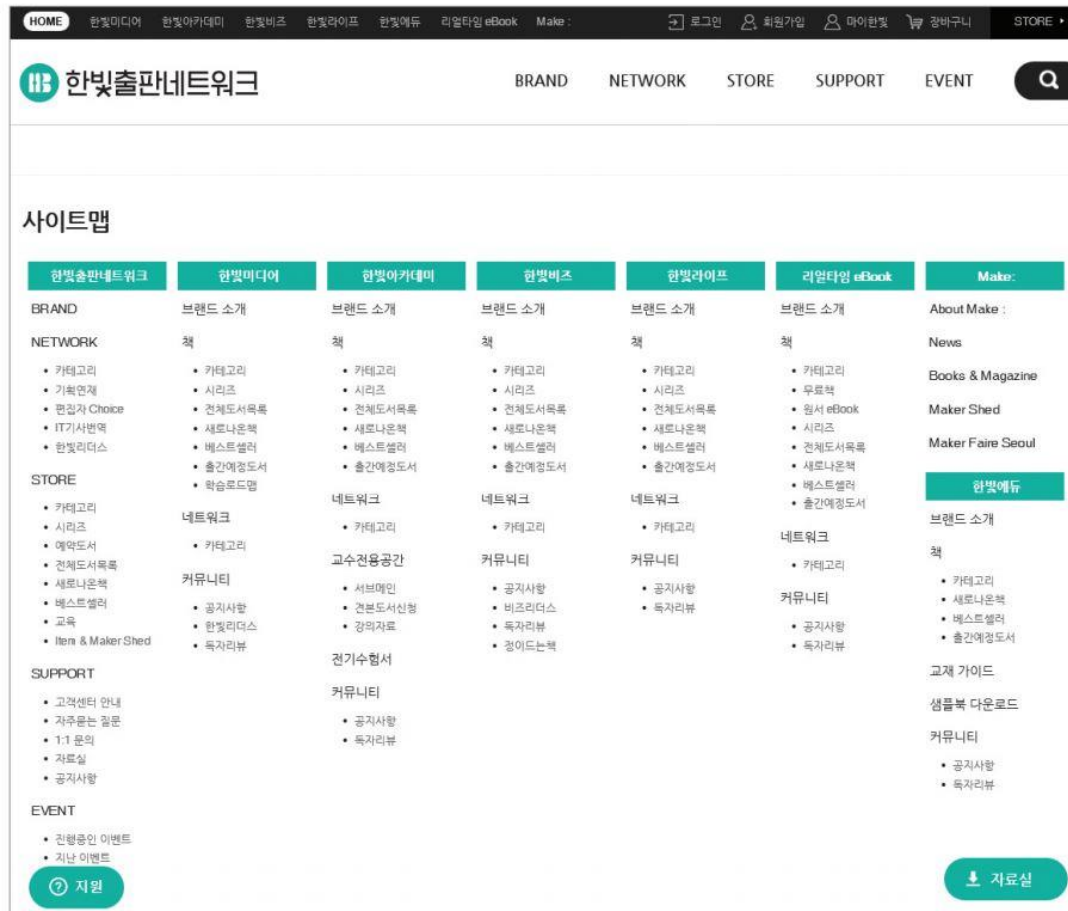 HOME 한빛미디어 한빛아카데미 한빛비즈 한빛라이프 한빛에듀 리얼타임 eBook Make : 로그인 회원가입 마이한빛 장바구니 STORE
HB 한빛출판네트워크 BRAND NETWORK STORE SUPPORT EVENT
사이트맵
한빛출판네트워크
BRAND
NETWORK
• 카테고리
• 기획연재
• 편집자 Choice
• IT기사번역
• 한빛리더스
STORE
• 카테고리
• 시리즈
• 예약도서
• 전체도서목록
• 새로나온책
• 베스트셀러
• 교육
• Item & Maker Shed
SUPPORT
• 고객센터 안내
• 자주묻는 질문
• 1:1 문의
• 자료실
• 공지사항
EVENT
• 진행중인 이벤트
• 지난 이벤트
한빛미디어
브랜드 소개
책
• 카테고리
• 시리즈
• 전체도서목록
• 새로나온책
• 베스트셀러
• 출간예정도서
• 학습로드맵
네트워크
• 카테고리
커뮤니티
• 공지사항
• 한빛리더스
• 독자리뷰
한빛아카데미
브랜드 소개
책
• 카테고리
• 시리즈
• 전체도서목록
• 새로나온책
• 베스트셀러
• 출간예정도서
네트워크
• 카테고리
교수전용공간
• 서브메인
• 견본도서신청
• 강의자료
전기수험서
커뮤니티
• 공지사항
• 독자리뷰
한빛비즈
브랜드 소개
책
• 카테고리
• 시리즈
• 전체도서목록
• 새로나온책
• 베스트셀러
• 출간예정도서
네트워크
• 카테고리
커뮤니티
• 공지사항
• 비즈리더스
• 독자리뷰
• 정이드는책
한빛라이프
브랜드 소개
책
• 카테고리
• 시리즈
• 전체도서목록
• 새로나온책
• 베스트셀러
• 출간예정도서
네트워크
• 카테고리
커뮤니티
• 공지사항
• 독자리뷰
리얼타임 eBook
브랜드 소개
책
• 카테고리
• 무료책
• 원서 eBook
• 시리즈
• 전체도서목록
• 새로나온책
• 베스트셀러
• 출간예정도서
네트워크
• 카테고리
커뮤니티
• 공지사항
• 독자리뷰
Make:
About Make :
News
Books & Magazine
Maker Shed
Maker Faire Seoul
한빛에듀
브랜드 소개
책
• 카테고리
• 새로나온책
• 베스트셀러
• 출간예정도서
교재 가이드
샘플북 다운로드
커뮤니티
• 공지사항
• 독자리뷰
지원
자료실